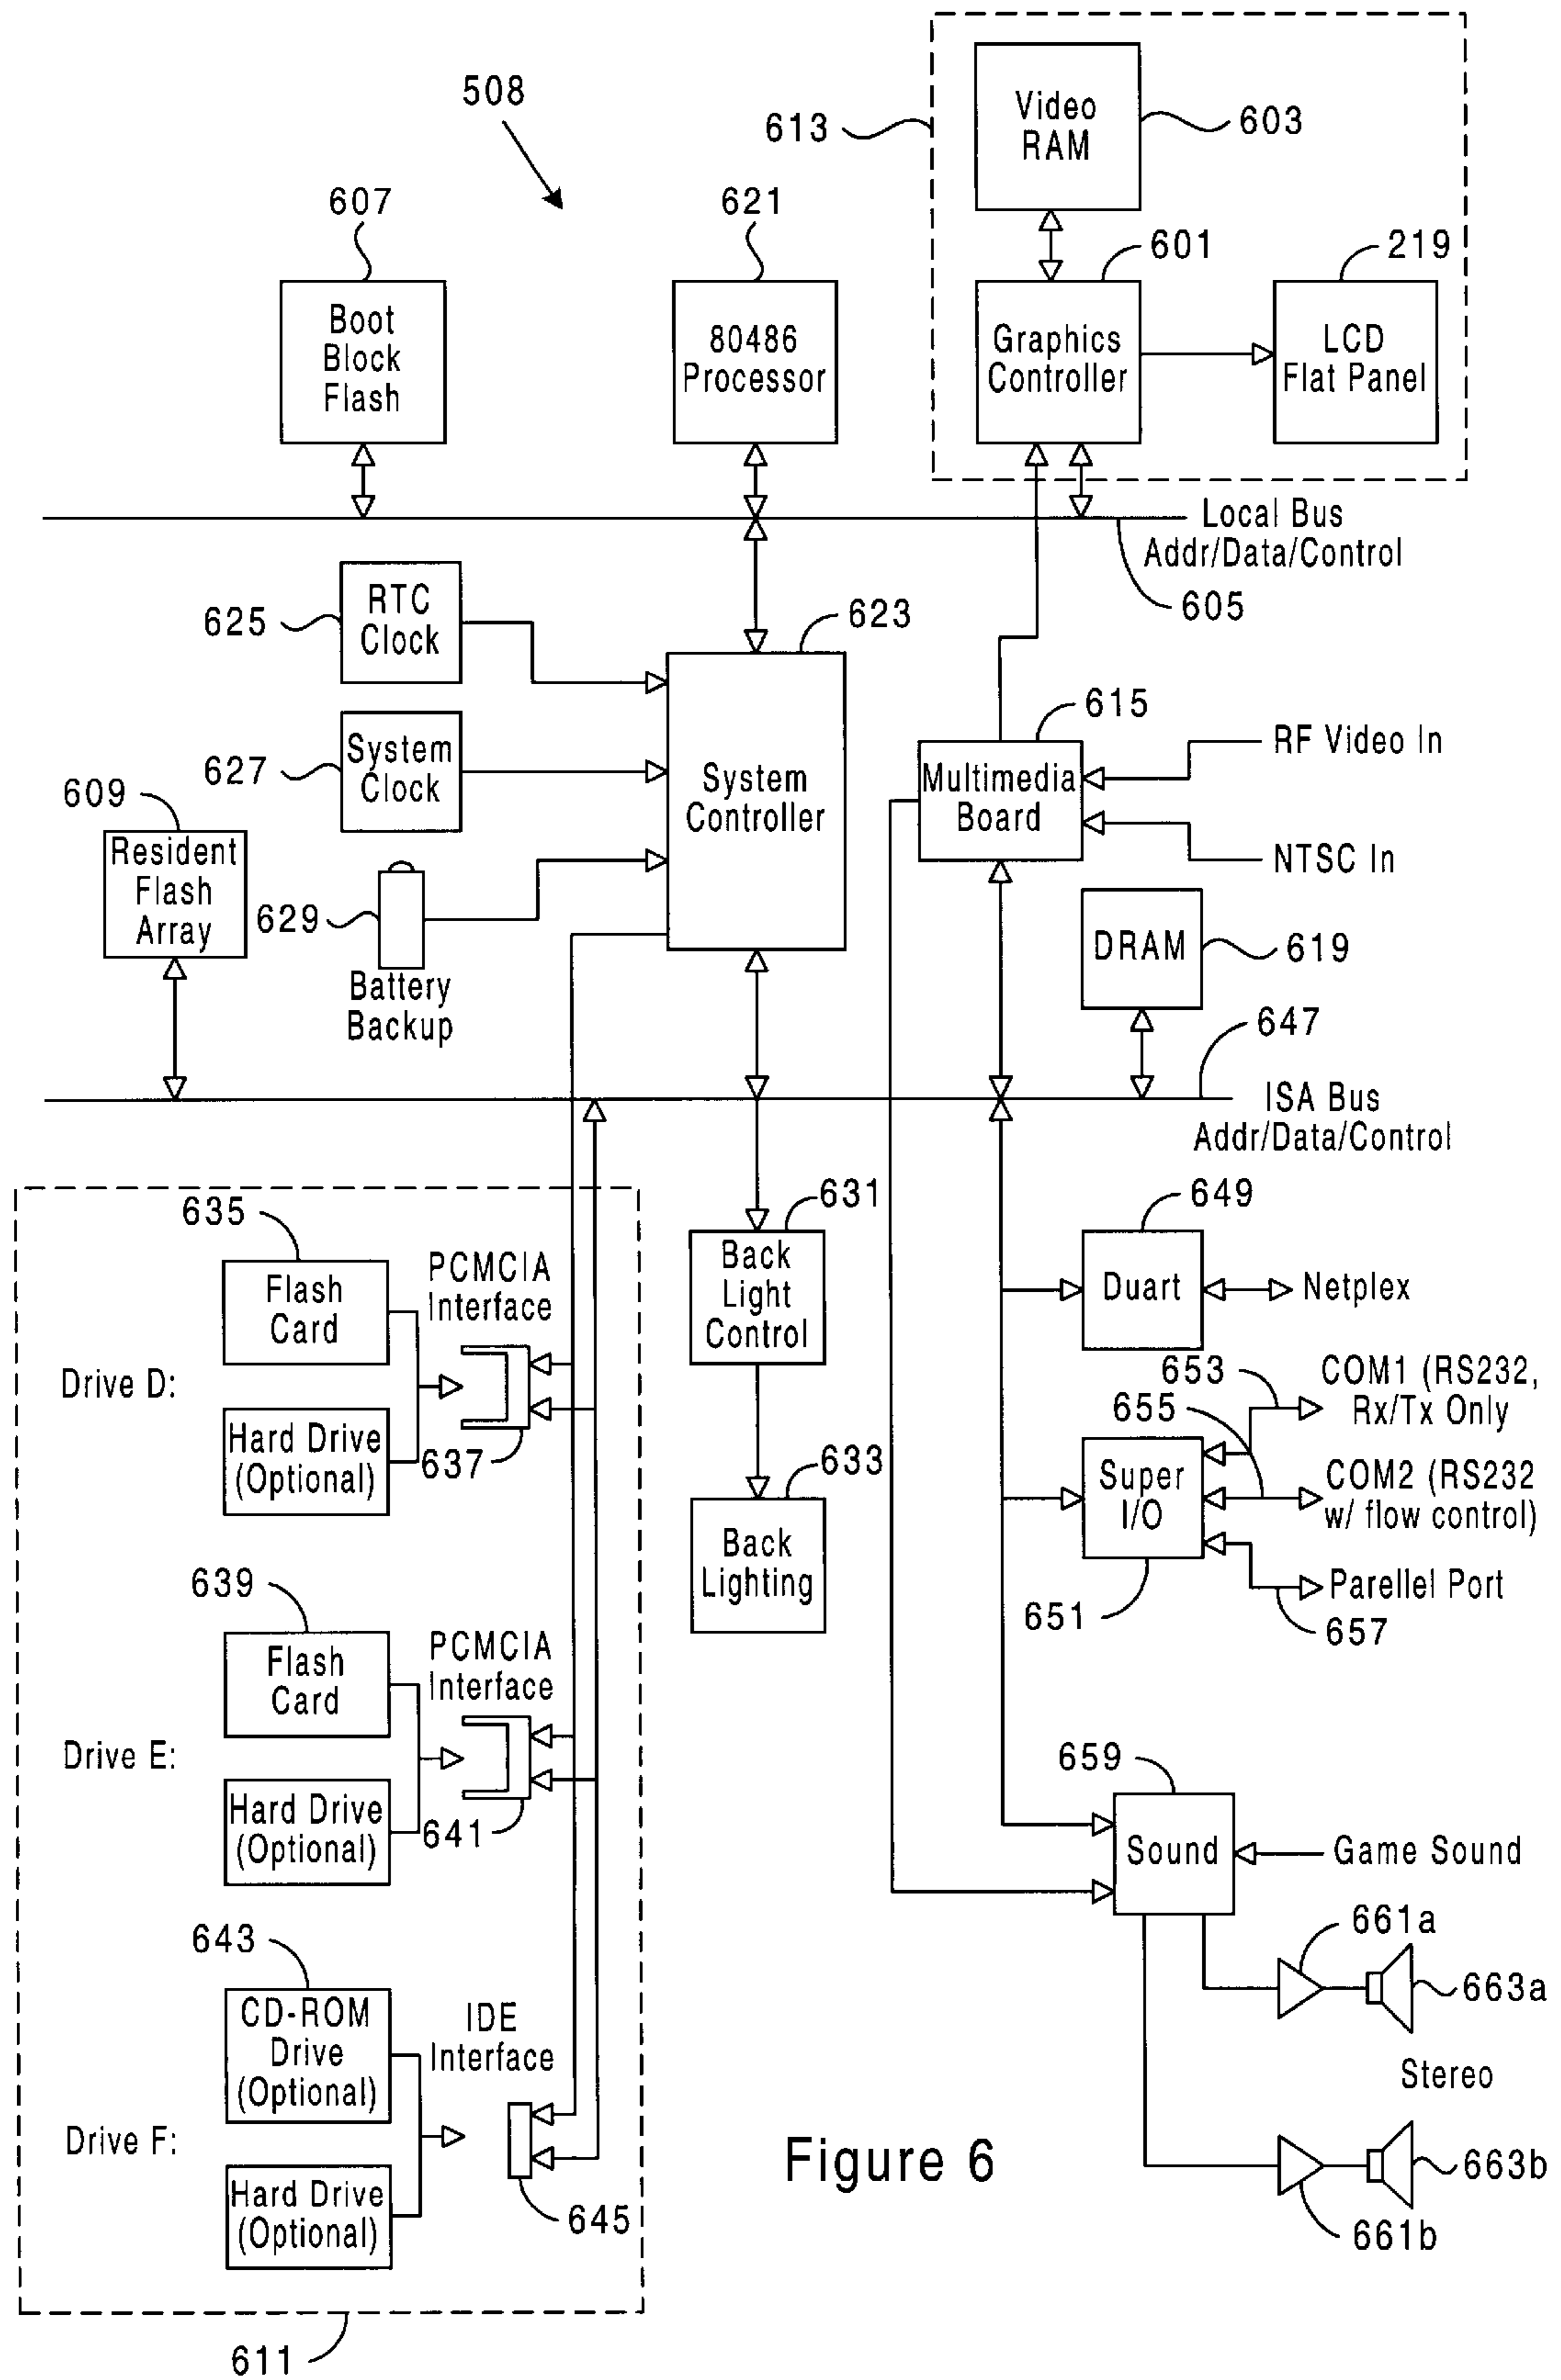 508
613
Video
RAM
603
607
621
601
219
Boot
Block
Flash
80486
Processor
Graphics
Controller
LCD
Flat Panel
Local Bus
Addr/Data/Control
605
625
RTC
Clock
623
627
System
Clock
System
Controller
615
Multimedia
Board
RF Video In
NTSC In
609
Resident
Flash
Array
629
Battery
Backup
DRAM
619
647
ISA Bus
Addr/Data/Control
635
Flash
Card
PCMCIA
Interface
Drive D:
Hard Drive
(Optional)
637
631
Back
Light
Control
633
Back
Lighting
649
Duart
Netplex
653
COM1 (RS232,
Rx/Tx Only
655
Super
I/O
COM2 (RS232
w/ flow control)
651
Parellel Port
657
639
Flash
Card
PCMCIA
Interface
Drive E:
Hard Drive
(Optional)
641
659
Sound
Game Sound
661a
663a
Stereo
663b
661b
643
CD-ROM
Drive
(Optional)
IDE
Interface
Drive F:
Hard Drive
(Optional)
645
611
Figure 6